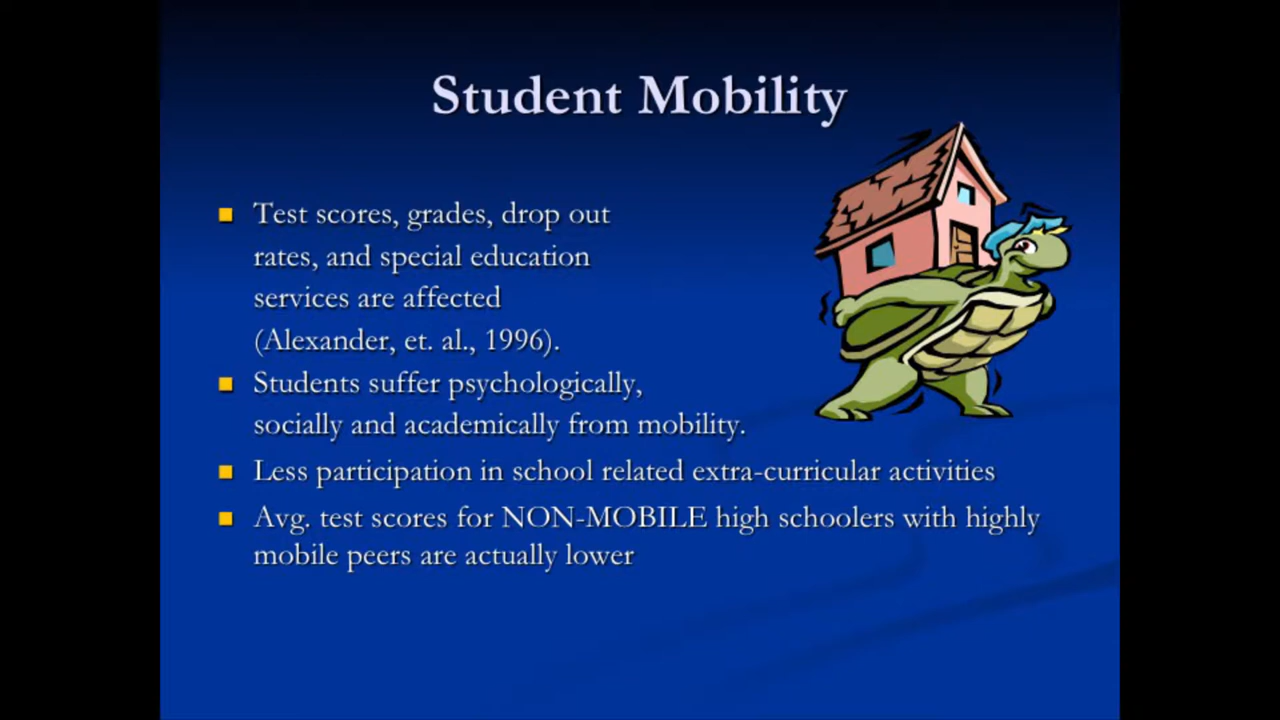 Student Mobility
Test scores, grades, drop out
rates, and special education
services are affected
(Alexander, et. al., 1996).
Students suffer psychologically,
socially and academically from mobility.
Less participation in school related extra-curricular activities
Avg. test scores for NON-MOBILE high schoolers with highly
mobile peers are actually lower